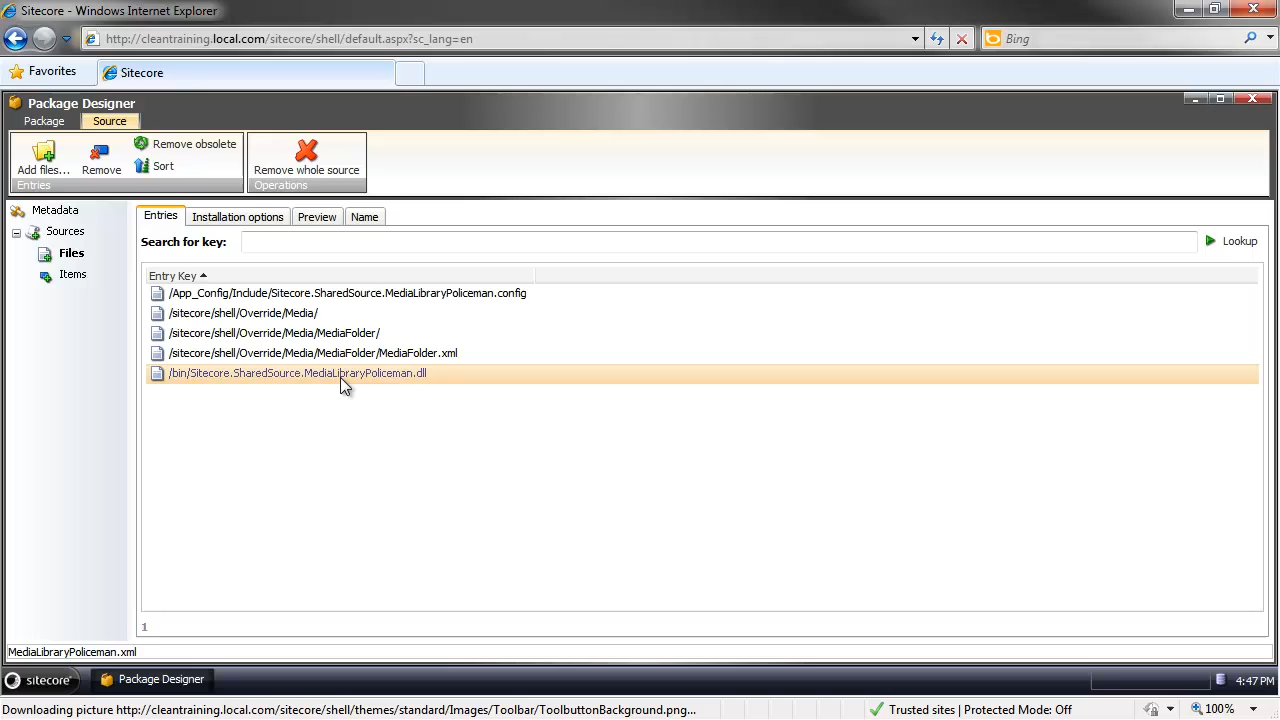 Sitecore - Windows Internet Explorer
http://cleantraining.local.com/sitecore/shell/default.aspx?sc_lang=en
Bing
Favorites
Sitecore
Package Designer
Package
Source
Add files...
Remove
Remove obsolete
Sort
Entries
Remove whole source
Operations
Metadata
Sources
Files
Items
Entries
Installation options
Preview
Name
Search for key:
Lookup
Entry Key
/App_Config/Include/Sitecore.SharedSource.MediaLibraryPoliceman.config
/sitecore/shell/Override/Media/
/sitecore/shell/Override/Media/MediaFolder/
/sitecore/shell/Override/Media/MediaFolder/MediaFolder.xml
/bin/Sitecore.SharedSource.MediaLibraryPoliceman.dll
1
MediaLibraryPoliceman.xml
sitecore
Package Designer
4:47 PM
Downloading picture http://cleantraining.local.com/sitecore/shell/themes/standard/Images/Toolbar/ToolbuttonBackground.png...
Trusted sites | Protected Mode: Off
100%